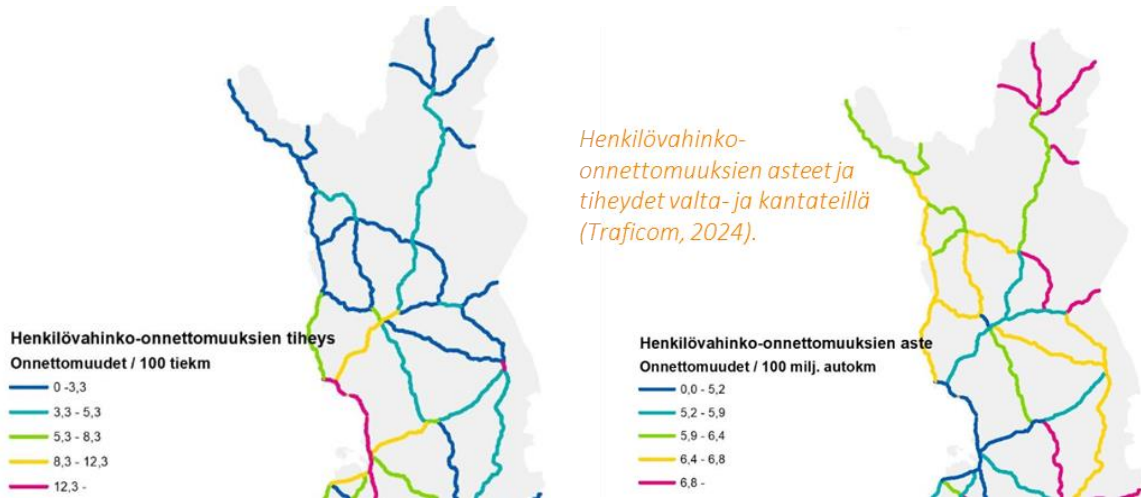 Henkilövahinko-
onnettomuuksien asteet ja
tiheydet valta- ja kantateillä
(Traficom, 2024).
Henkilövahinko-onnettomuuksien tiheys
Onnettomuudet / 100 tiekm
0 -3,3
3,3 - 5,3
5,3 - 8,3
8,3 - 12,3
12,3 -
Henkilövahinko-onnettomuuksien aste
Onnettomuudet / 100 milj. autokm
0,0 - 5,2
5,2 - 5,9
5,9 - 6,4
6,4 - 6,8
6,8 -